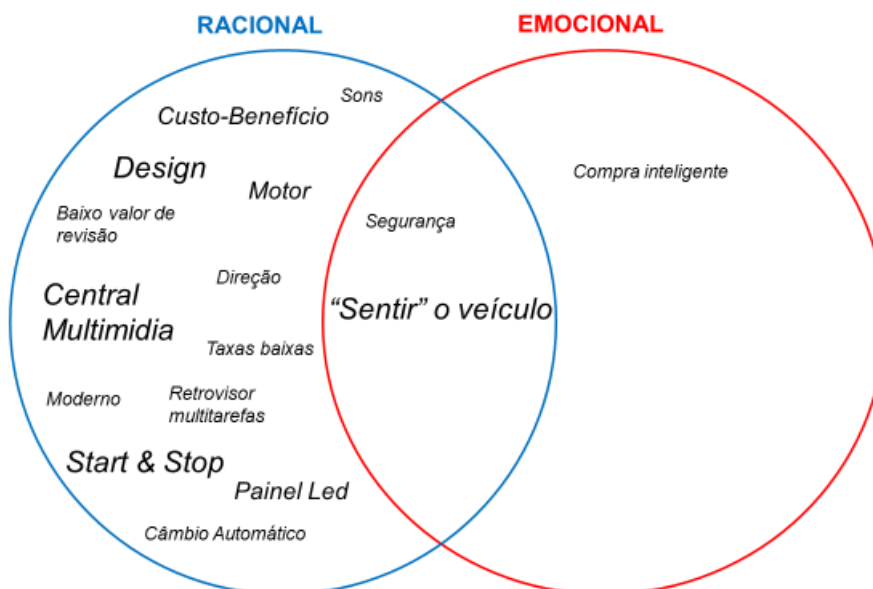 RACIONAL
EMOCIONAL
Sons
Custo-Benefício
Design
Compra inteligente
Motor
Baixo valor de
revisão
Segurança
Direção
Central
Multimidia
“Sentir” o veículo
Taxas baixas
Moderno
Retrovisor
multitarefas
Start & Stop
Painel Led
Câmbio Automático